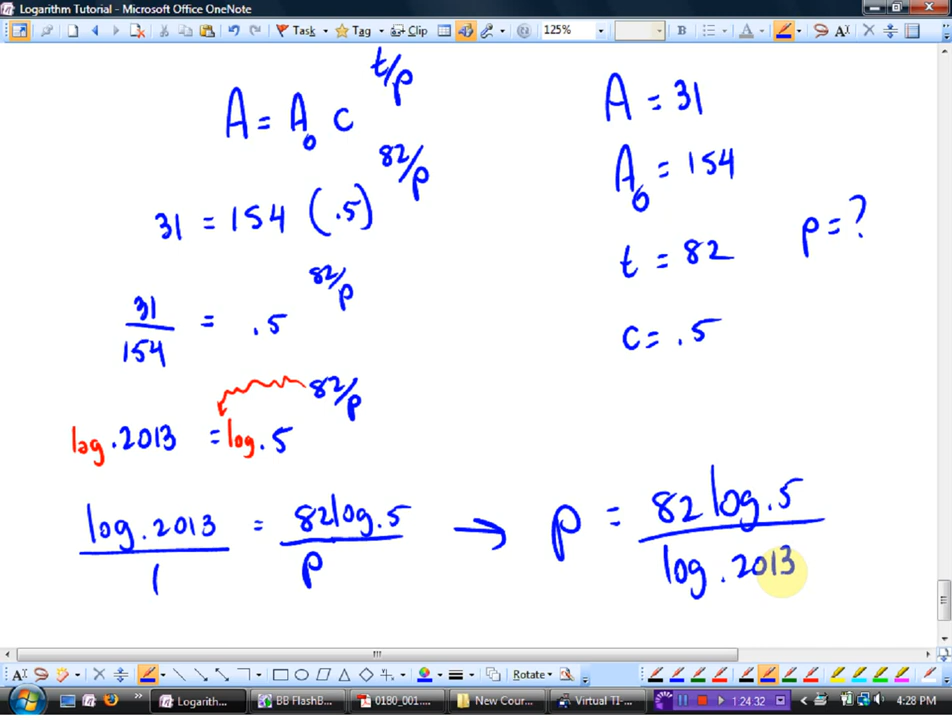 Logarithm Tutorial - Microsoft Office OneNote
Task Tag Clip 125% B
A = A₀ c^(t/p)
A = 31
31 = 154 (.5)^(82/p)
A₀ = 154
p = ?
t = 82
31/154 = .5^(82/p)
c = .5
log .2013 = log .5^(82/p)
log .2013 / 1 = 82 log .5 / p → p = 82 log .5 / log .2013
Rotate
Logarithm... BB FlashB... 0180_001.... New Cour... Virtual TI-... 1:24:32 4:28 PM